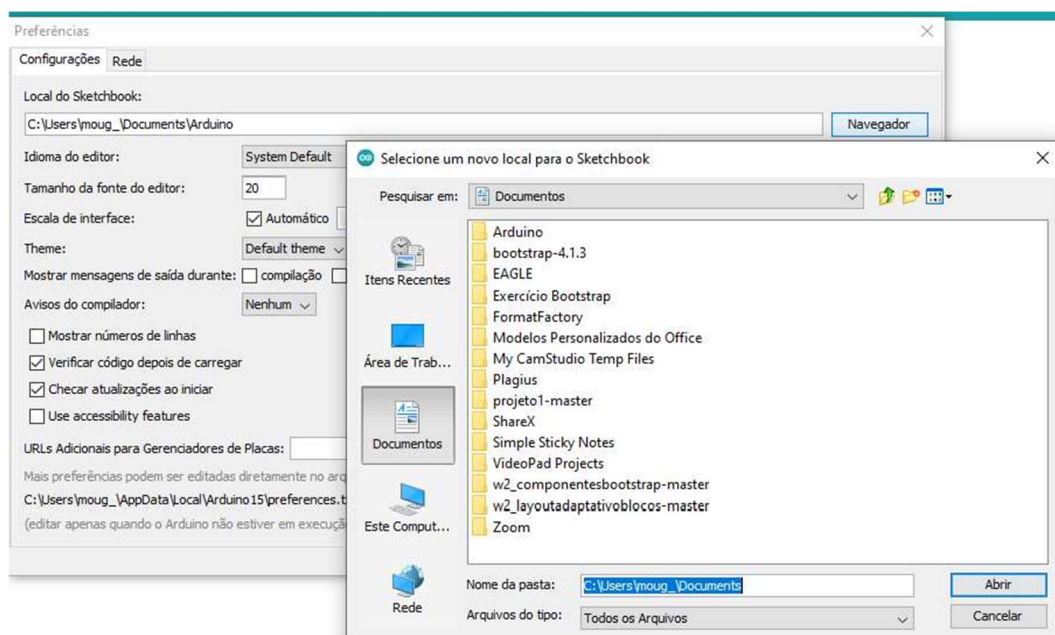 Preferências
Configurações Rede
Local do Sketchbook:
C:\Users\moug_\Documents\Arduino
Navegador
Idioma do editor: System Default
Tamanho da fonte do editor: 20
Escala de interface: Automático
Theme: Default theme
Mostrar mensagens de saída durante: compilação
Avisos do compilador: Nenhum
Mostrar números de linhas
Verificar código depois de carregar
Checar atualizações ao iniciar
Use accessibility features
URLs Adicionais para Gerenciadores de Placas:
Mais preferências podem ser editadas diretamente no arq
C:\Users\moug_\AppData\Local\Arduino15\preferences.t
(editar apenas quando o Arduino não estiver em execuçã
Selecione um novo local para o Sketchbook
Pesquisar em: Documentos
Itens Recentes
Área de Trab...
Documentos
Este Comput...
Rede
Arduino
bootstrap-4.1.3
EAGLE
Exercício Bootstrap
FormatFactory
Modelos Personalizados do Office
My CamStudio Temp Files
Plagius
projeto1-master
ShareX
Simple Sticky Notes
VideoPad Projects
w2_componentesbootstrap-master
w2_layoutadaptativoblocos-master
Zoom
Nome da pasta: C:\Users\moug_\Documents
Abrir
Arquivos do tipo: Todos os Arquivos
Cancelar